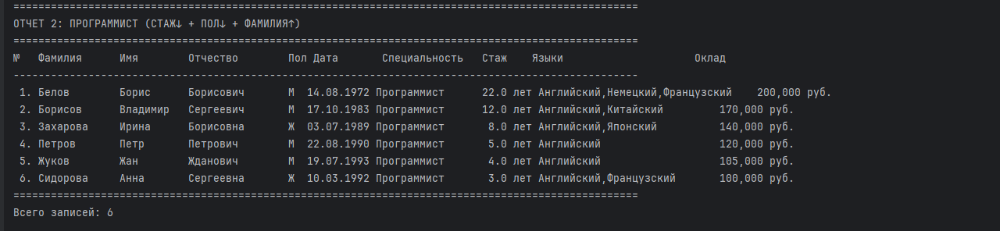 ====================================================================================================
ОТЧЕТ 2: ПРОГРАММИСТ (СТАЖ↓ + ПОЛ↓ + ФАМИЛИЯ↑)
====================================================================================================
№   Фамилия      Имя        Отчество        Пол Дата       Специальность   Стаж    Языки                     Оклад
----------------------------------------------------------------------------------------------------
 1. Белов        Борис      Борисович       М  14.08.1972 Программист      22.0 лет Английский,Немецкий,Французский    200,000 руб.
 2. Борисов      Владимир   Сергеевич       М  17.10.1983 Программист      12.0 лет Английский,Китайский         170,000 руб.
 3. Захарова     Ирина      Борисовна       Ж  03.07.1989 Программист       8.0 лет Английский,Японский          140,000 руб.
 4. Петров       Петр       Петрович        М  22.08.1990 Программист       5.0 лет Английский                   120,000 руб.
 5. Жуков        Жан        Жданович        М  19.07.1993 Программист       4.0 лет Английский                   105,000 руб.
 6. Сидорова     Анна       Сергеевна       Ж  10.03.1992 Программист       3.0 лет Английский,Французский       100,000 руб.
====================================================================================================
Всего записей: 6